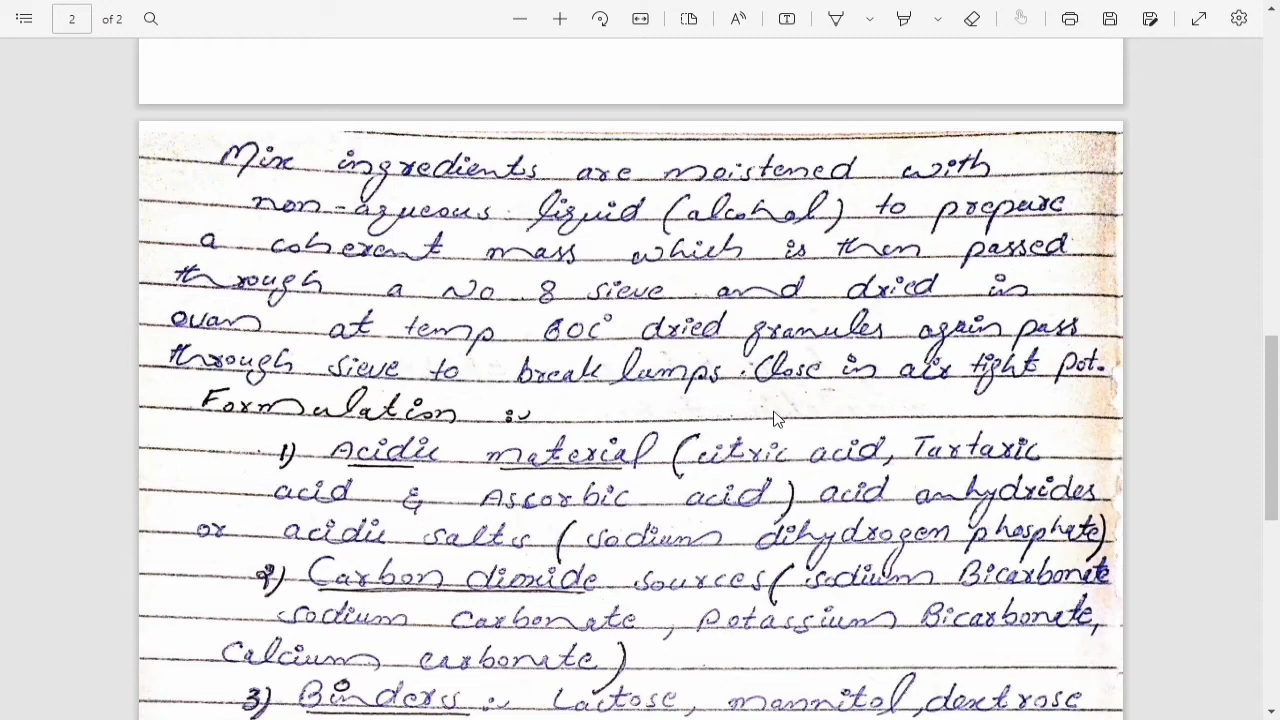 2 of 2
Mix ingredients are moistened with
non-aqueous liquid (alcohol) to prepare
a coherent mass which is then passed
through a No 8 sieve and dried in
ovan at temp 60C° dried granules again pass
through sieve to break lamps. Close in air tight pot.
Formulation :-
1) Acidic material (citric acid, Tartaric
acid & Ascorbic acid) acid anhydrides
or acidic salts (sodium dihydrogen phosphate)
2) Carbon dioxide sources (sodium Bicarbonate
sodium carbonate, Potassium Bicarbonate,
Calcium carbonate)
3) Binders :- Lactose, mannitol, dextrose